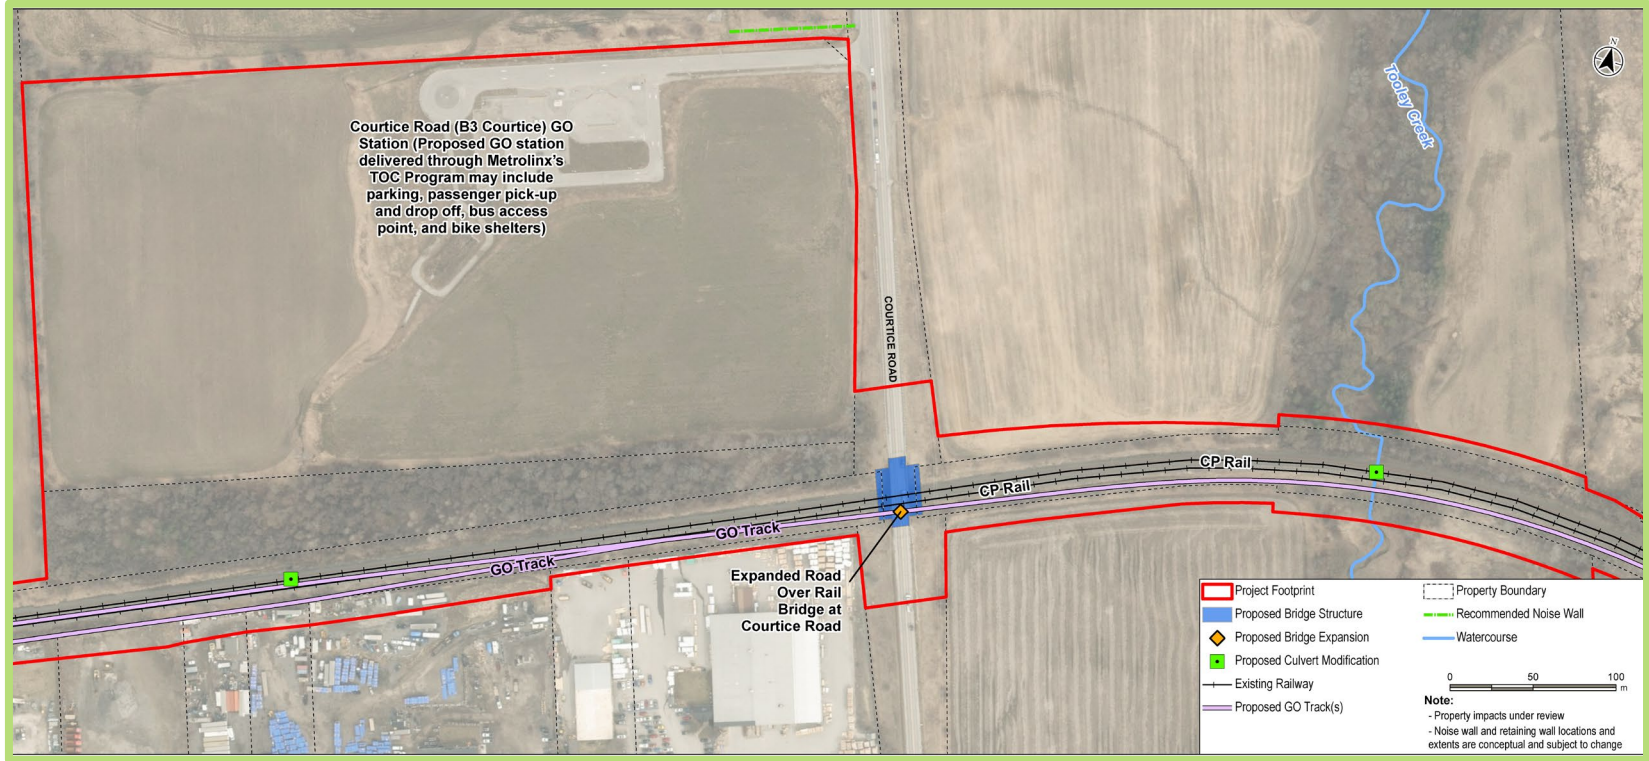 N
Tooley Creek
Courtice Road (B3 Courtice) GO
Station (Proposed GO station
delivered through Metrolinx's
TOC Program may include
parking, passenger pick-up
and drop off, bus access
point, and bike shelters)
COURTICE ROAD
CP Rail
CP Rail
GO Track
GO Track
Expanded Road
Over Rail
Bridge at
Courtice Road
Project Footprint
Proposed Bridge Structure
Proposed Bridge Expansion
Proposed Culvert Modification
Existing Railway
Proposed GO Track(s)
Property Boundary
Recommended Noise Wall
Watercourse
0 50 100
m
Note:
- Property impacts under review
- Noise wall and retaining wall locations and
extents are conceptual and subject to change